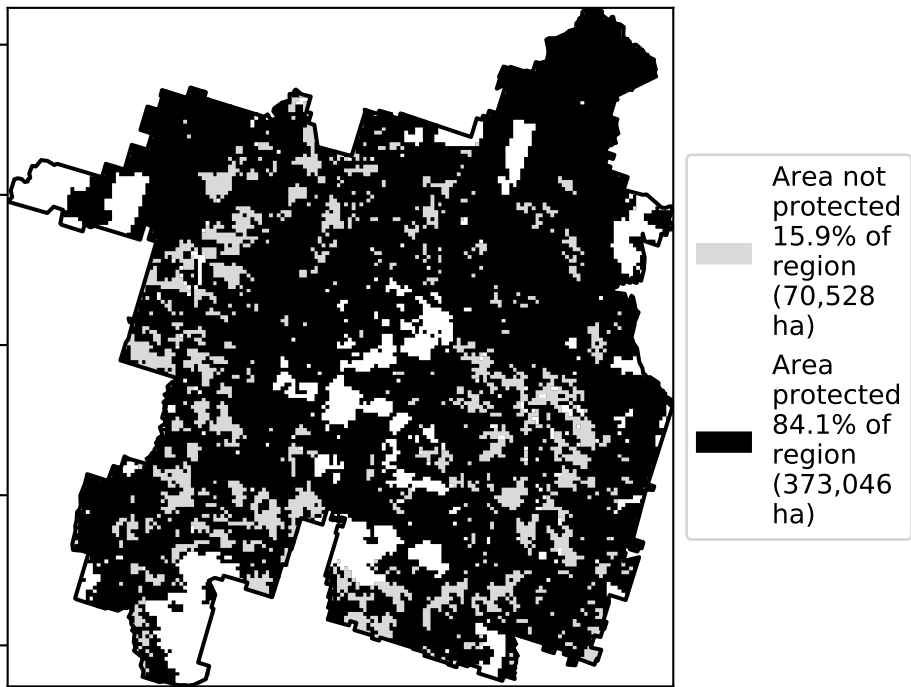 Area not
protected
15.9% of
region
(70,528
ha)
Area
protected
84.1% of
region
(373,046
ha)